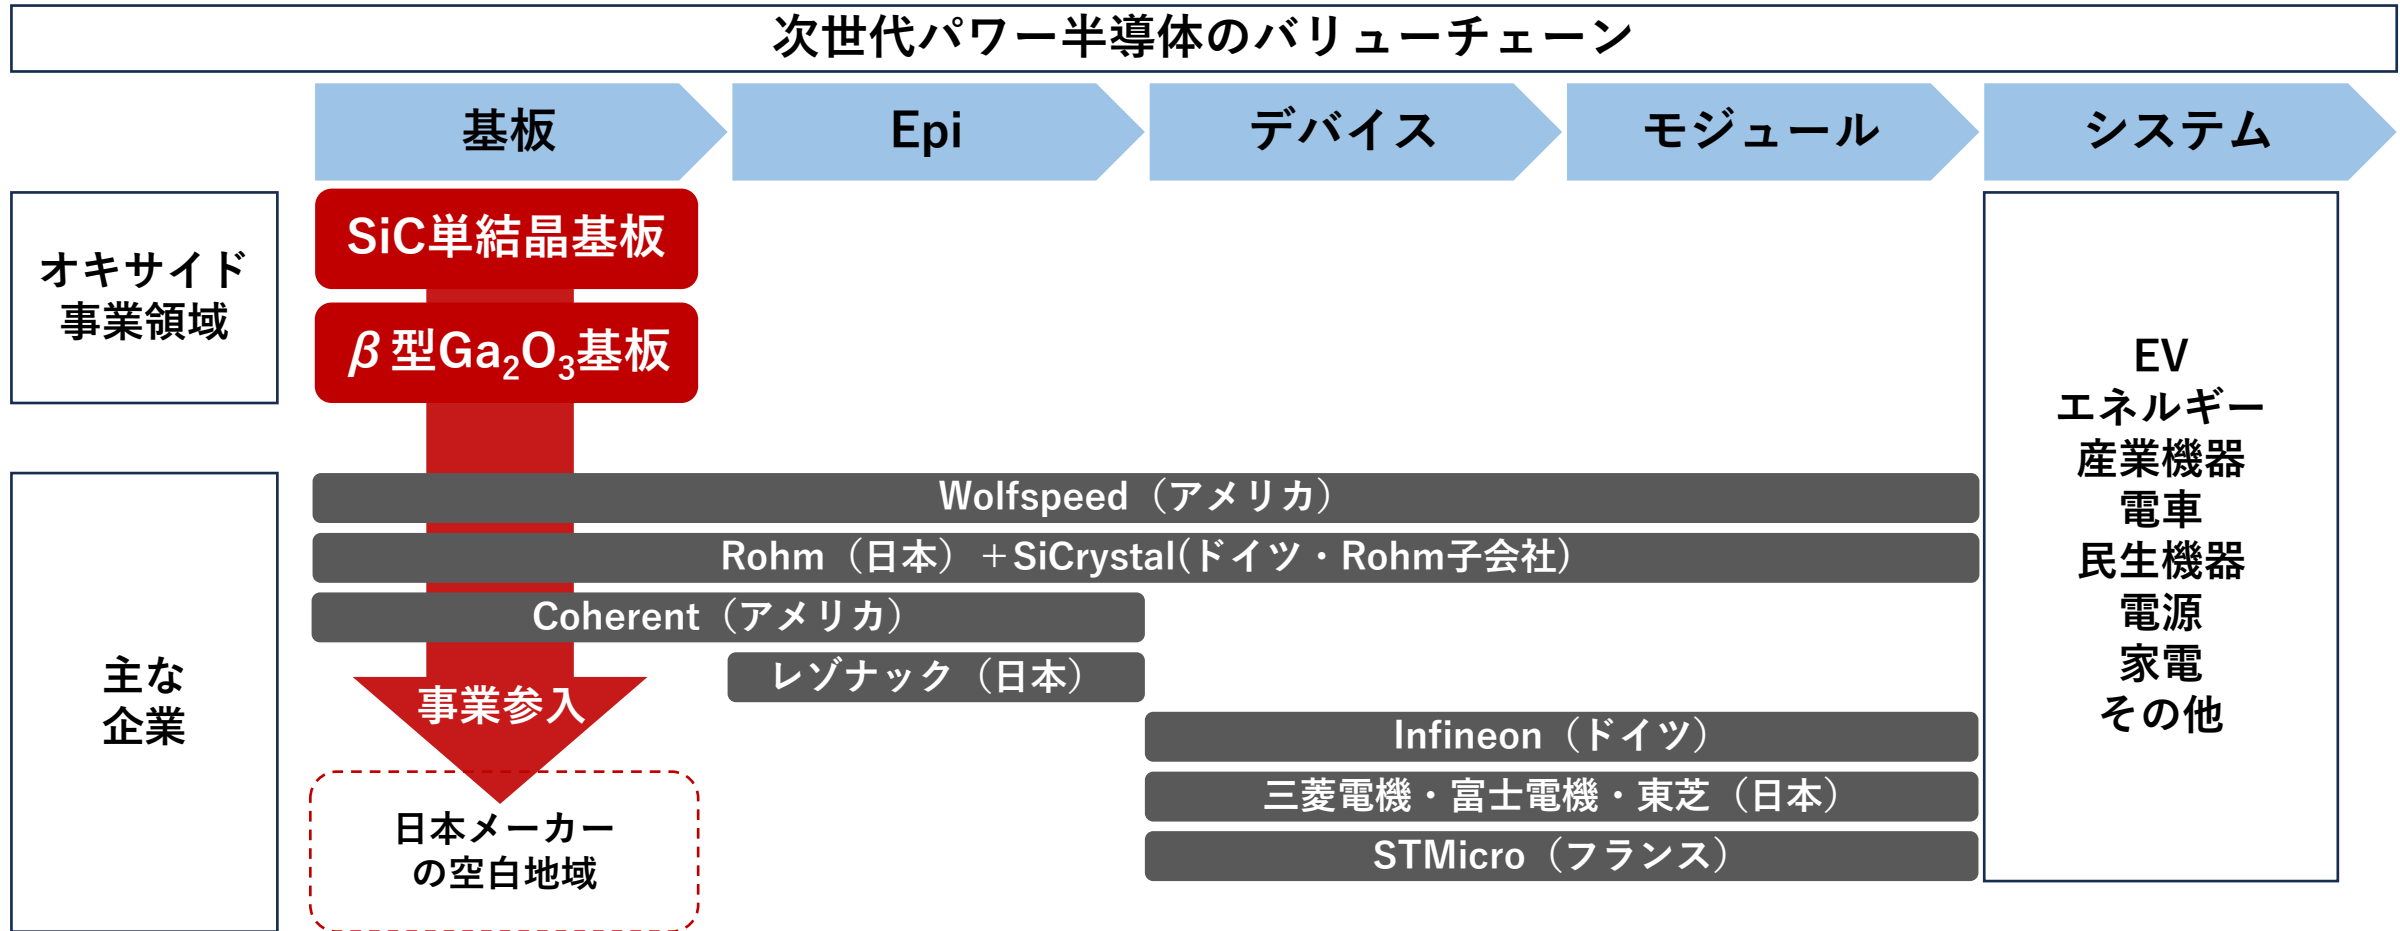 次世代パワー半導体のバリューチェーン
基板
Epi
デバイス
モジュール
システム
オキサイド
事業領域
SiC単結晶基板
β型Ga₂O₃基板
主な
企業
Wolfspeed（アメリカ）
Rohm（日本）＋SiCrystal(ドイツ・Rohm子会社)
Coherent（アメリカ）
レゾナック（日本）
事業参入
Infineon（ドイツ）
三菱電機・富士電機・東芝（日本）
STMicro（フランス）
日本メーカー
の空白地域
EV
エネルギー
産業機器
電車
民生機器
電源
家電
その他